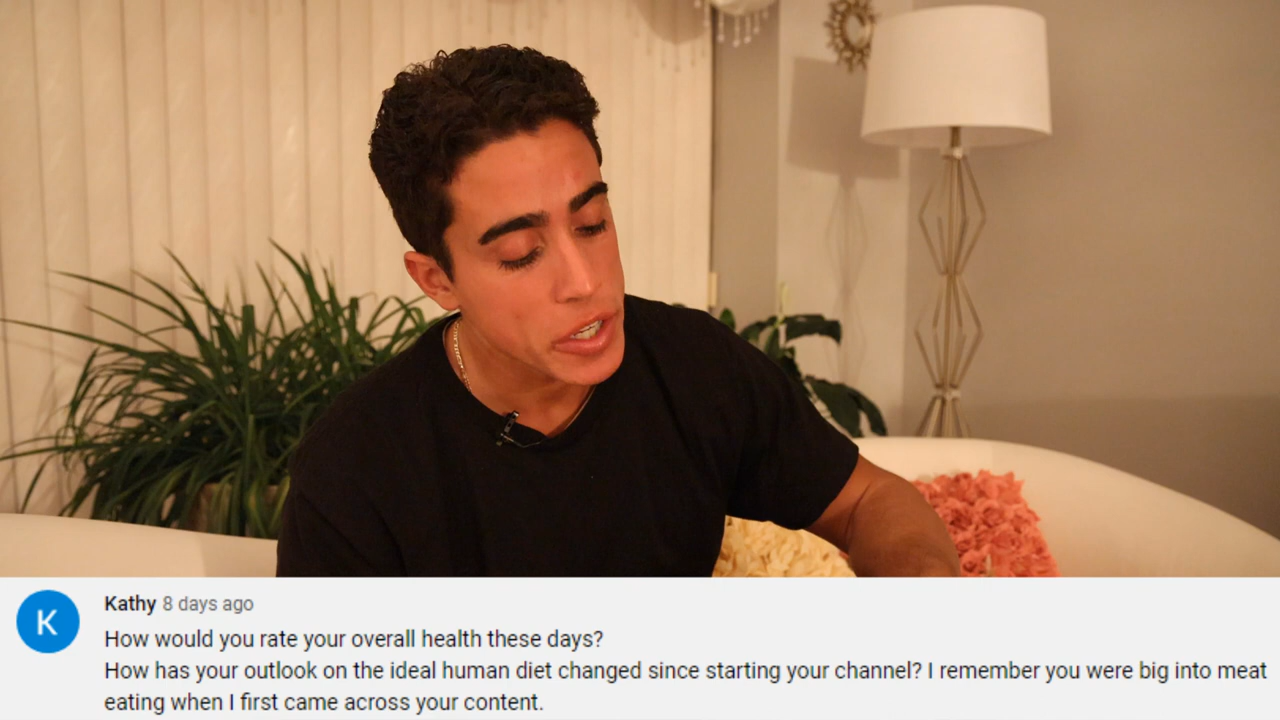 K
Kathy 8 days ago
How would you rate your overall health these days?
How has your outlook on the ideal human diet changed since starting your channel? I remember you were big into meat
eating when I first came across your content.